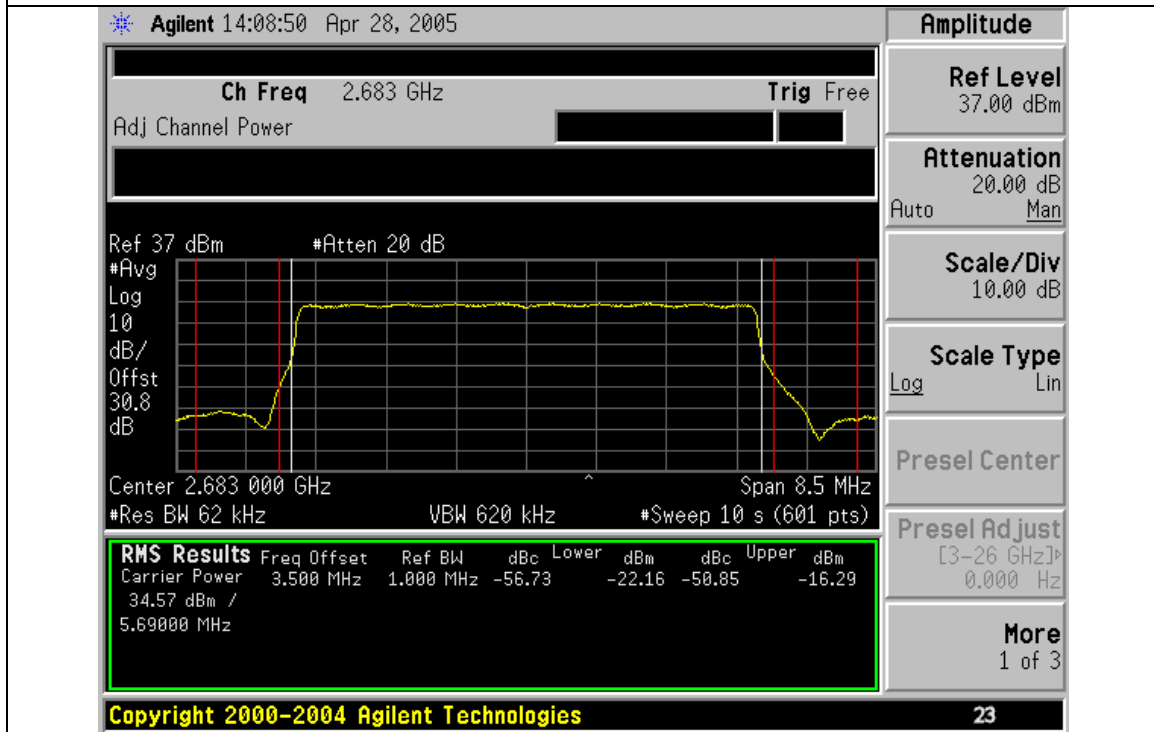 Agilent 14:08:50 Apr 28, 2005
Amplitude
Ch Freq 2.683 GHz Trig Free
Adj Channel Power
Ref Level
37.00 dBm
Attenuation
20.00 dB
Auto Man
Scale/Div
10.00 dB
Scale Type
Log Lin
Presel Center
Presel Adjust
[3-26 GHz]
0.000 Hz
More
1 of 3
Ref 37 dBm #Atten 20 dB
#Avg
Log
10
dB/
Offst
30.8
dB
Center 2.683 000 GHz Span 8.5 MHz
#Res BW 62 kHz VBW 620 kHz #Sweep 10 s (601 pts)
RMS Results Freq Offset Ref BW dBc Lower dBm dBc Upper dBm
Carrier Power 3.500 MHz 1.000 MHz -56.73 -22.16 -50.85 -16.29
34.57 dBm /
5.69000 MHz
Copyright 2000-2004 Agilent Technologies
23